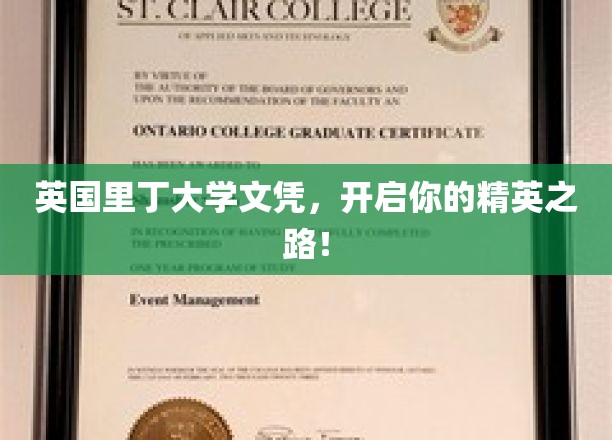 ST. CLAIR COLLEGE
OF APPLIED ARTS AND TECHNOLOGY
BY VIRTUE OF
THE AUTHORITY OF THE BOARD OF GOVERNORS AND
UPON THE RECOMMENDATION OF THE FACULTY AN
ONTARIO COLLEGE GRADUATE CERTIFICATE
HAS BEEN AWARDED TO
英国里丁大学文凭，开启你的精英之
路！
IN RECOGNITION OF HAVING SUCCESSFULLY COMPLETED
THE PRESCRIBED
ONE YEAR PROGRAM OF STUDY
Event Management